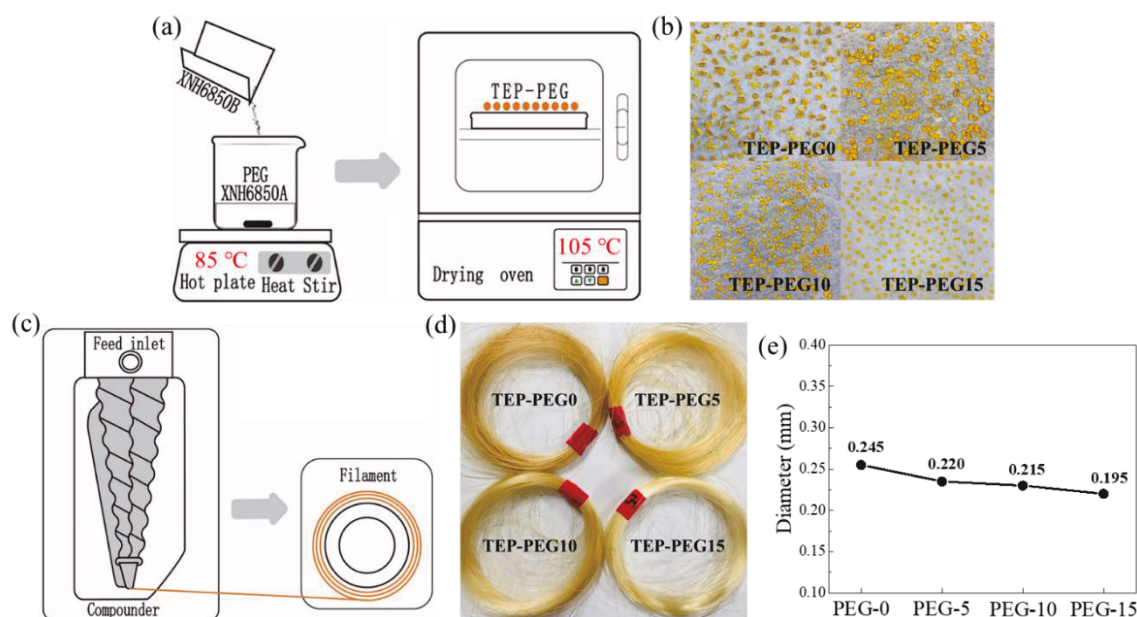 (a)
XNH6850B
PEG
XNH6850A
85 ℃
Hot plate Heat Stir
TEP-PEG
105 ℃
Drying oven
(b)
TEP-PEG0
TEP-PEG5
TEP-PEG10
TEP-PEG15
(c)
Feed inlet
Compounder
Filament
(d)
TEP-PEG0
TEP-PEG5
TEP-PEG10
TEP-PEG15
(e)
Diameter (mm)
0.40
0.35
0.30
0.25
0.20
0.15
0.10
0.245
0.220
0.215
0.195
PEG-0
PEG-5
PEG-10
PEG-15